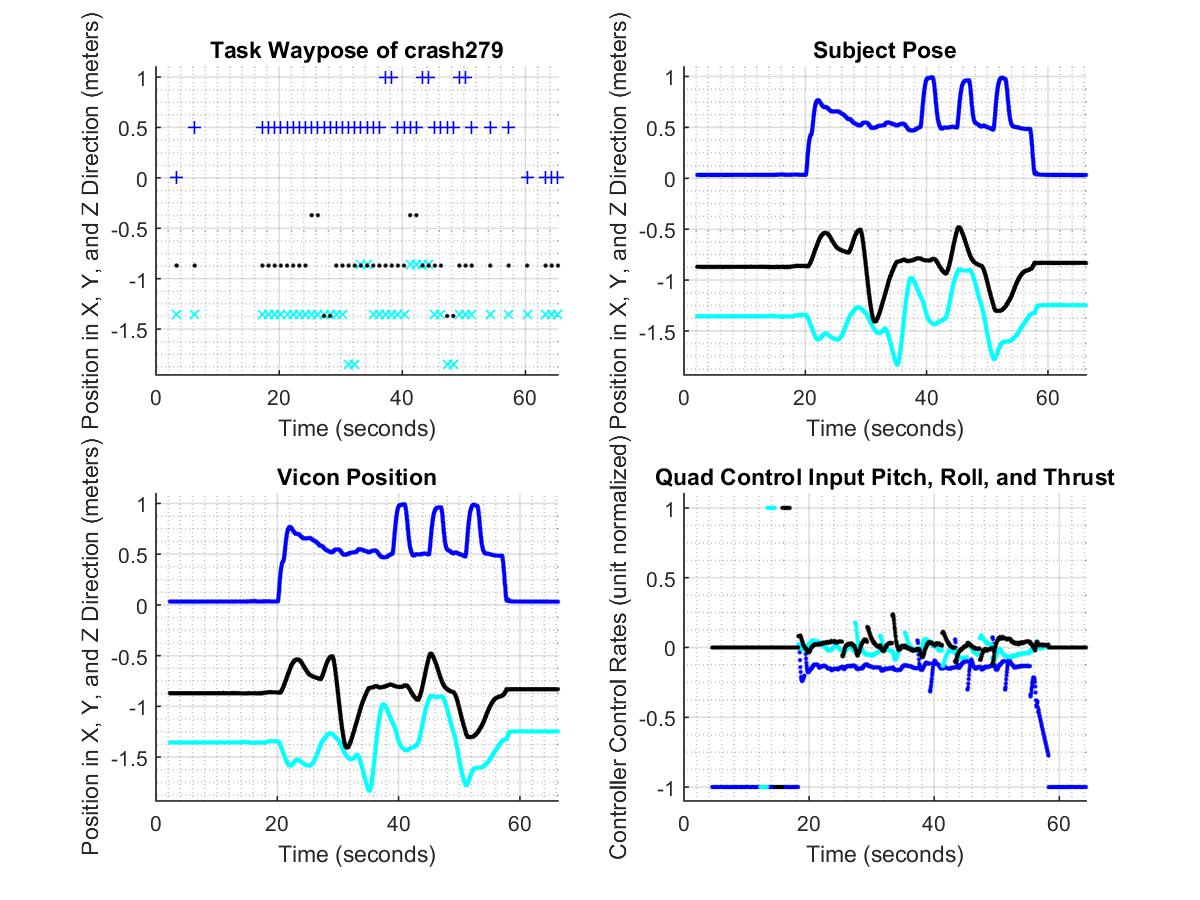 Task Waypose of crash279
Position in X, Y, and Z Direction (meters)
1
0.5
0
-0.5
-1
-1.5
0 20 40 60
Time (seconds)
Subject Pose
Position in X, Y, and Z Direction (meters)
1
0.5
0
-0.5
-1
-1.5
0 20 40 60
Time (seconds)
Vicon Position
Position in X, Y, and Z Direction (meters)
1
0.5
0
-0.5
-1
-1.5
0 20 40 60
Time (seconds)
Quad Control Input Pitch, Roll, and Thrust
Controller Control Rates (unit normalized)
1
0.5
0
-0.5
-1
0 20 40 60
Time (seconds)